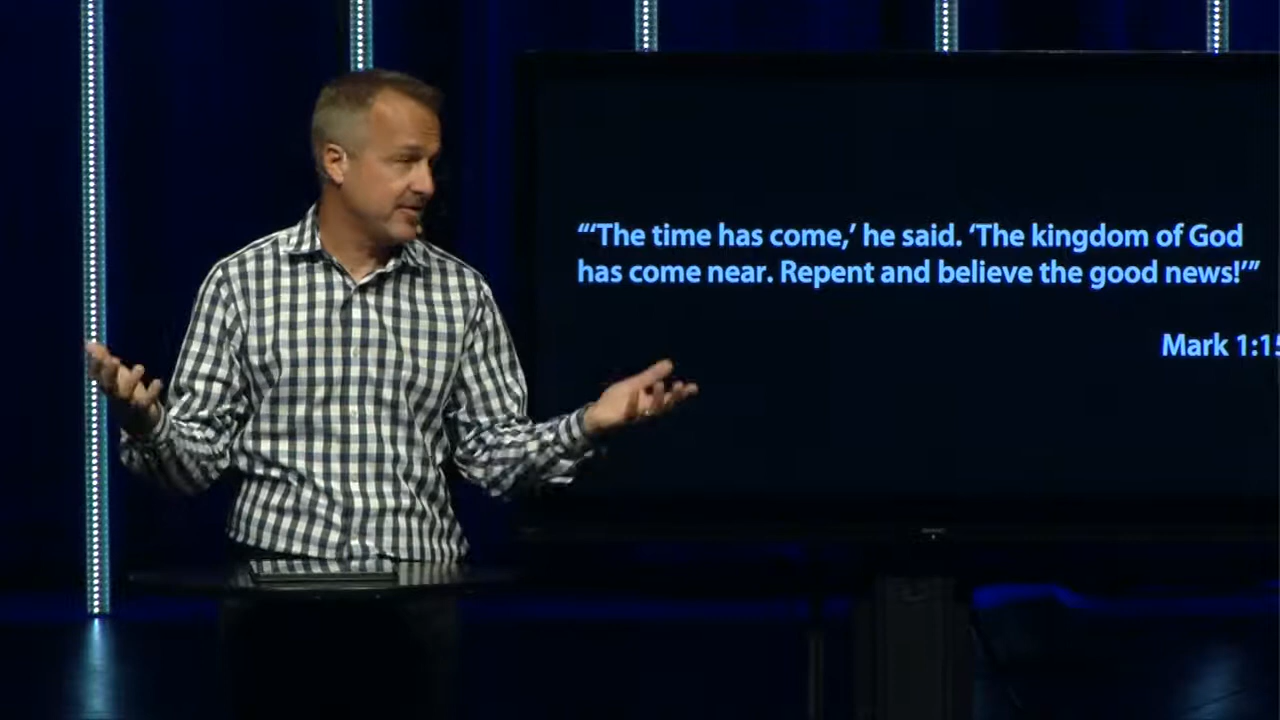 “‘The time has come,’ he said. ‘The kingdom of God
has come near. Repent and believe the good news!’”
Mark 1:15